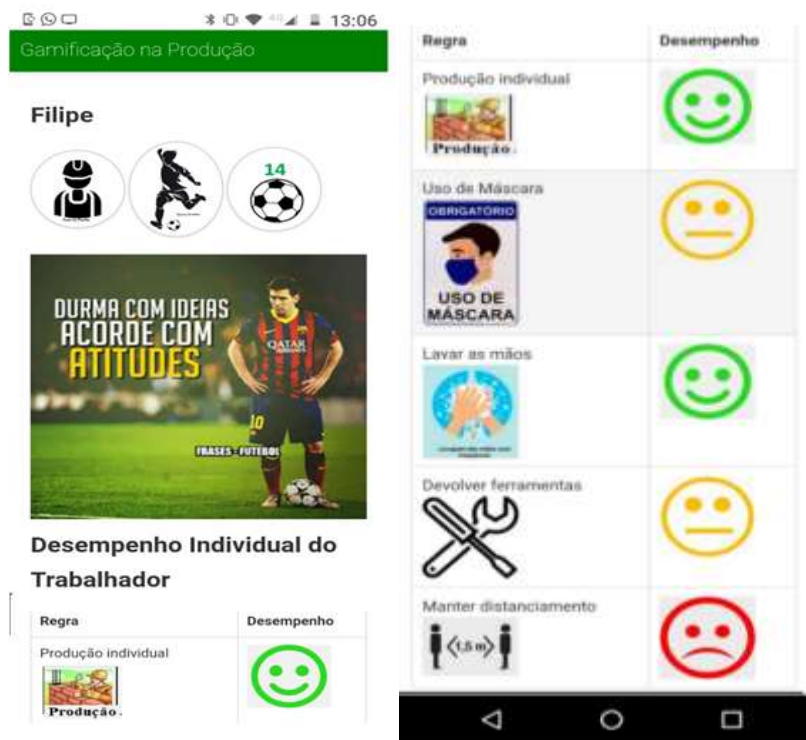 13:06
Gamificação na Produção
Filipe
14
DURMA COM IDEIAS
ACORDE COM
ATITUDES
QATAR
10
FRASES - FUTEBOL
Desempenho Individual do
Trabalhador
Regra Desempenho
Produção individual
Produção.
Regra Desempenho
Produção individual
Produção.
Uso de Máscara
OBRIGATÓRIO
USO DE
MÁSCARA
Lavar as mãos
Devolver ferramentas
Manter distanciamento
1,5 m